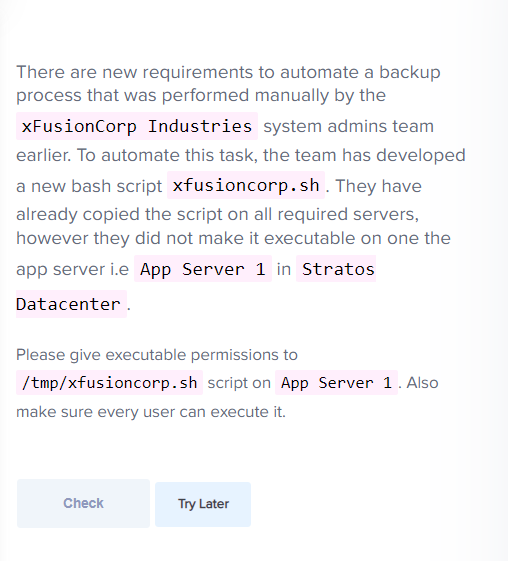 There are new requirements to automate a backup
process that was performed manually by the
xFusionCorp Industries system admins team
earlier. To automate this task, the team has developed
a new bash script xfusioncorp.sh . They have
already copied the script on all required servers,
however they did not make it executable on one the
app server i.e App Server 1 in Stratos
Datacenter .
Please give executable permissions to
/tmp/xfusioncorp.sh script on App Server 1 . Also
make sure every user can execute it.
Check Try Later